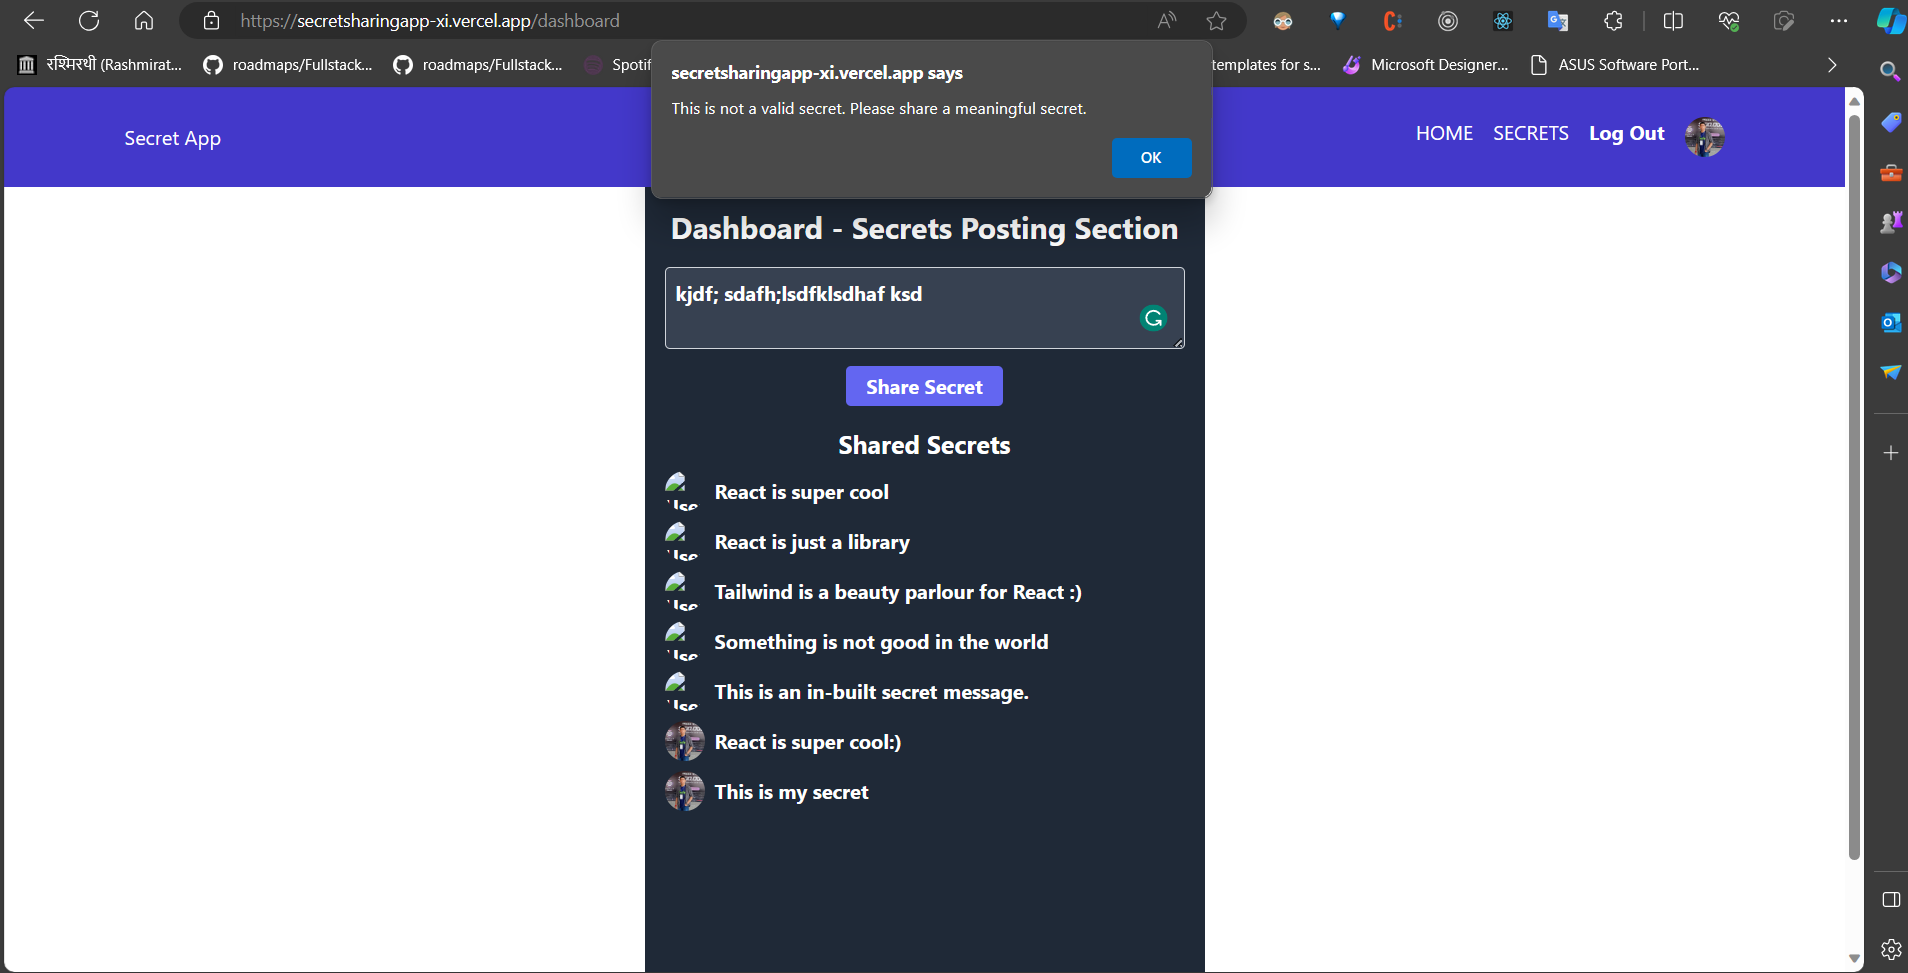 https://secretsharingapp-xi.vercel.app/dashboard
रश्मिरथी (Rashmirat...
roadmaps/Fullstack...
roadmaps/Fullstack...
Spotif
templates for s...
Microsoft Designer...
ASUS Software Port...
secretsharingapp-xi.vercel.app says
This is not a valid secret. Please share a meaningful secret.
OK
Secret App
HOME
SECRETS
Log Out
Dashboard - Secrets Posting Section
kjdf; sdafh;lsdfklsdhaf ksd
Share Secret
Shared Secrets
React is super cool
React is just a library
Tailwind is a beauty parlour for React :)
Something is not good in the world
This is an in-built secret message.
React is super cool:)
This is my secret